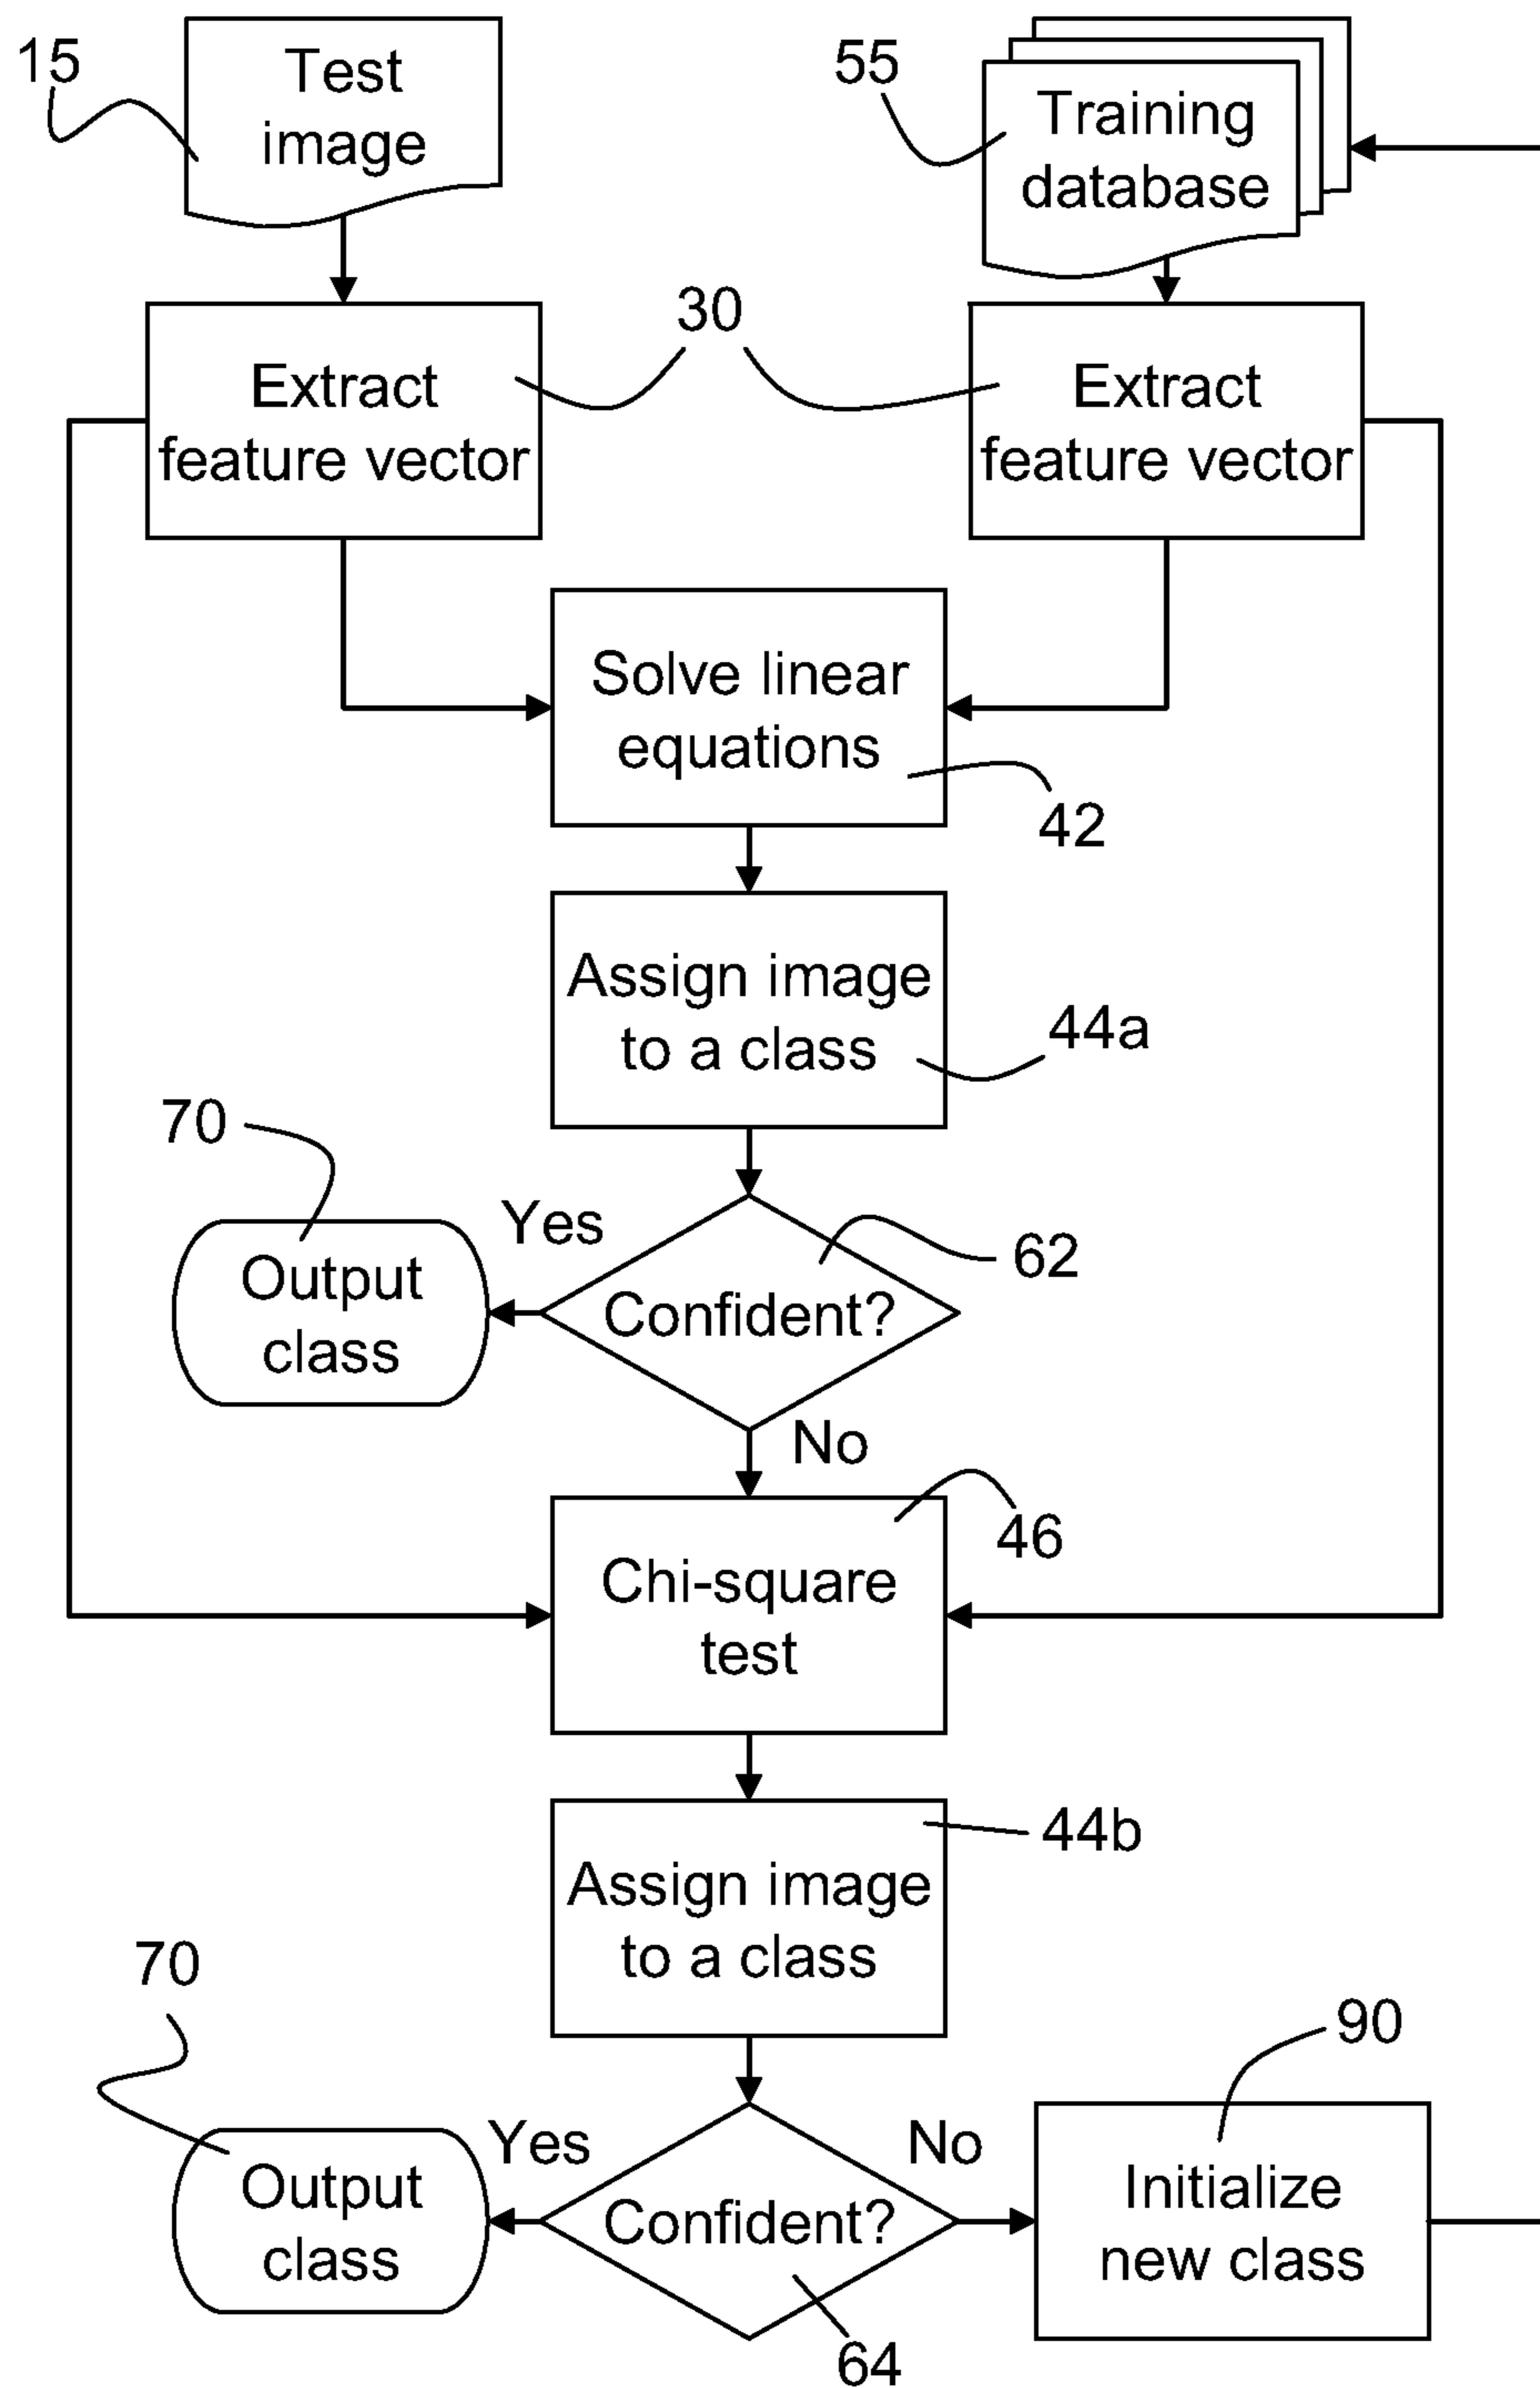 15
Test
image
55
Training
database
30
Extract
feature vector
Extract
feature vector
Solve linear
equations
42
Assign image
to a class
44a
70
Yes
Output
class
Confident?
62
No
46
Chi-square
test
44b
Assign image
to a class
70
90
Yes
No
Output
class
Confident?
Initialize
new class
64